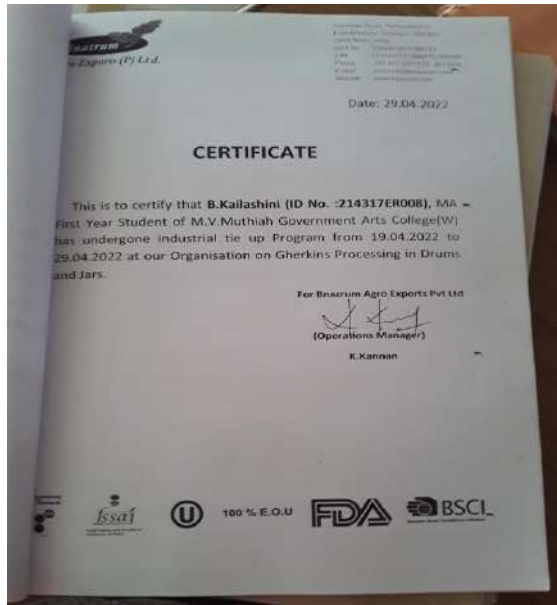 Exports (P) Ltd.
Date: 29.04.2022
CERTIFICATE
This is to certify that B.Kailashini (ID No. :214317ER008), MA
First Year Student of M.V.Muthiah Government Arts College(W)
has undergone industrial tie up Program from 19.04.2022 to
29.04.2022 at our Organisation on Gherkins Processing in Drums
and Jars.
For Bnazrum Agro Exports Pvt Ltd
(Operations Manager)
K.Kannan
fssai
U
100 % E.O.U
FDA
BSCI